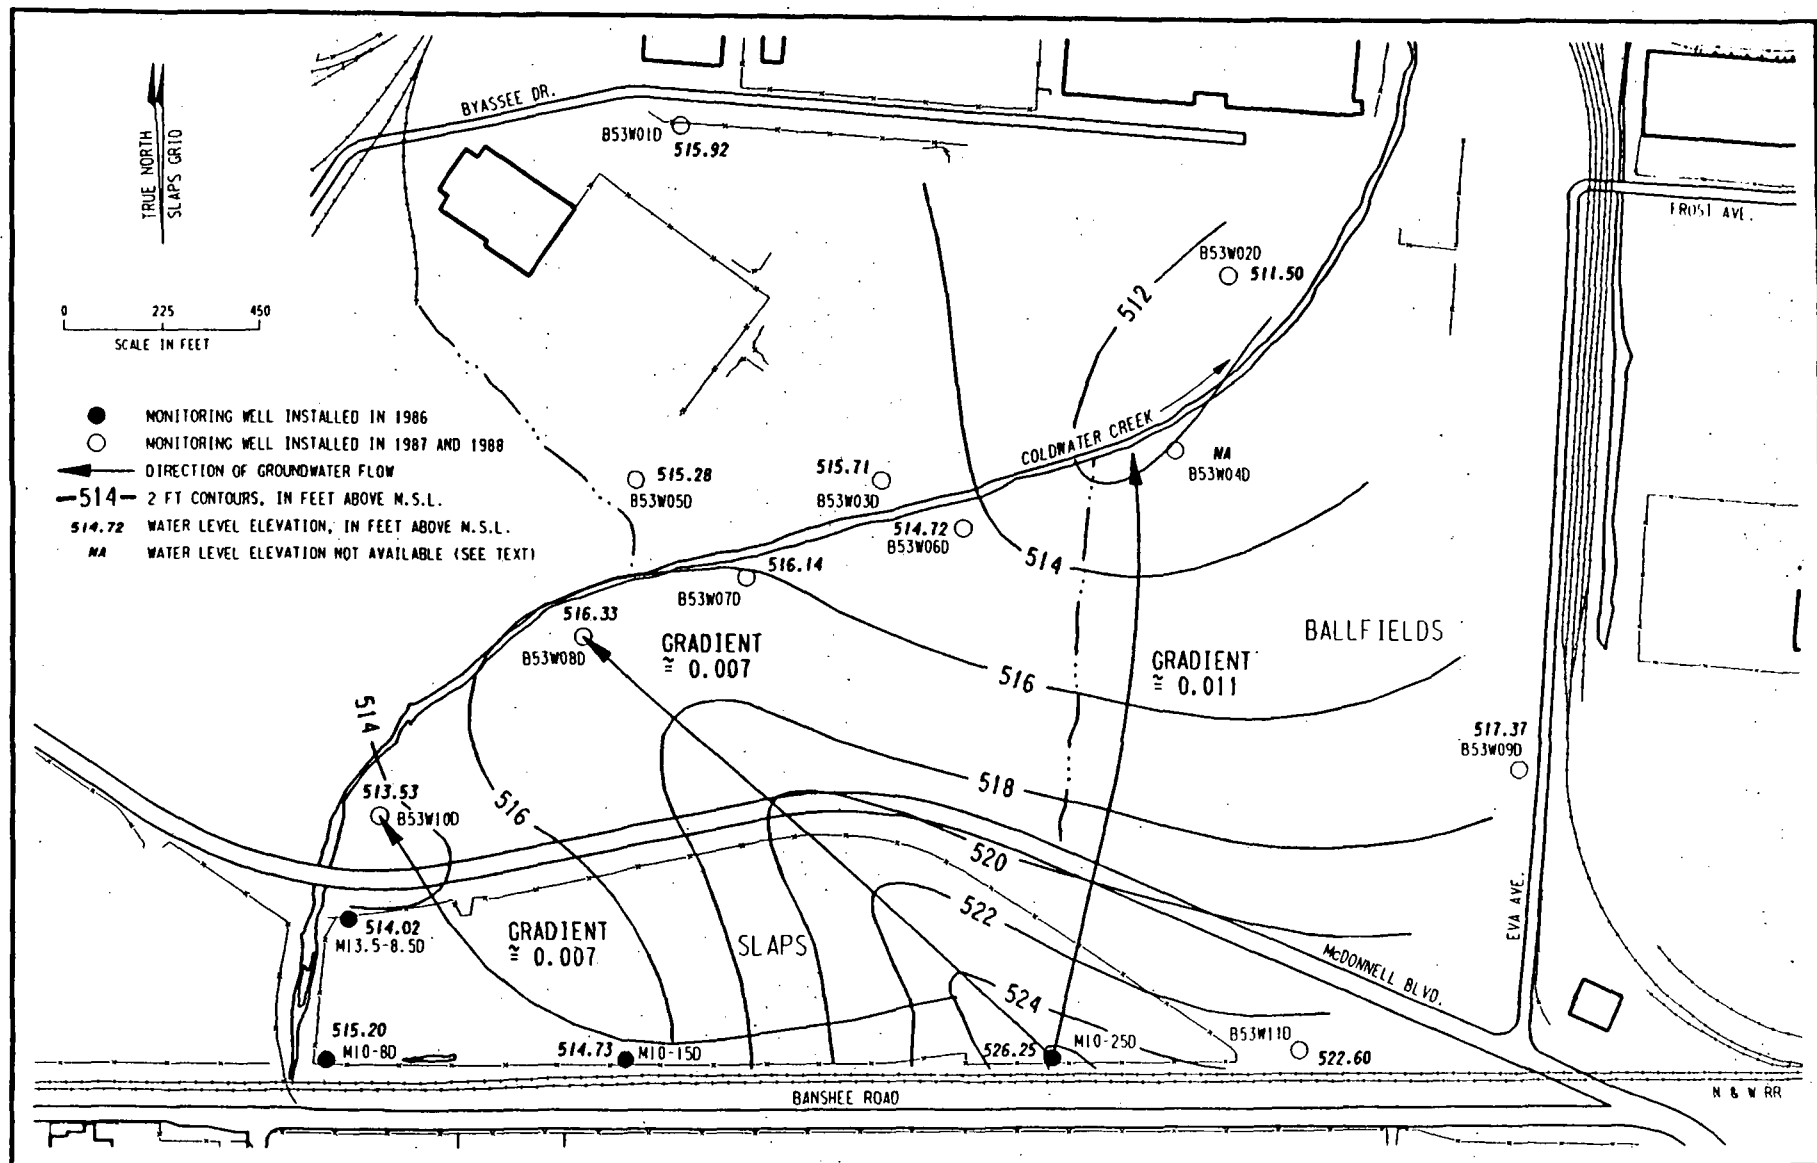 BYASSEE DR.
TRUE NORTH
SLAPS GRID
B53W01D
515.92
FROST AVE.
B53W02D
511.50
512
0 225 450
SCALE IN FEET
MONITORING WELL INSTALLED IN 1986
MONITORING WELL INSTALLED IN 1987 AND 1988
DIRECTION OF GROUNDWATER FLOW
514 2 FT CONTOURS, IN FEET ABOVE M.S.L.
514.72 WATER LEVEL ELEVATION, IN FEET ABOVE M.S.L.
NA WATER LEVEL ELEVATION NOT AVAILABLE (SEE TEXT)
COLDWATER CREEK
NA
B53W04D
515.28
B53W05D
515.71
B53W03D
514.72
B53W06D
514
516.14
B53W07D
516.33
B53W08D
GRADIENT
≅ 0.007
BALLFIELDS
GRADIENT
≅ 0.011
516
514
517.37
B53W09D
513.53
B53W10D
516
518
520
522
SLAPS
GRADIENT
≅ 0.007
514.02
M13.5-8.5D
EVA AVE.
McDONNELL BLVD.
524
515.20
M10-8D
514.73
M10-15D
526.25
M10-25D
B53W11D
522.60
BANSHEE ROAD
N & W RR